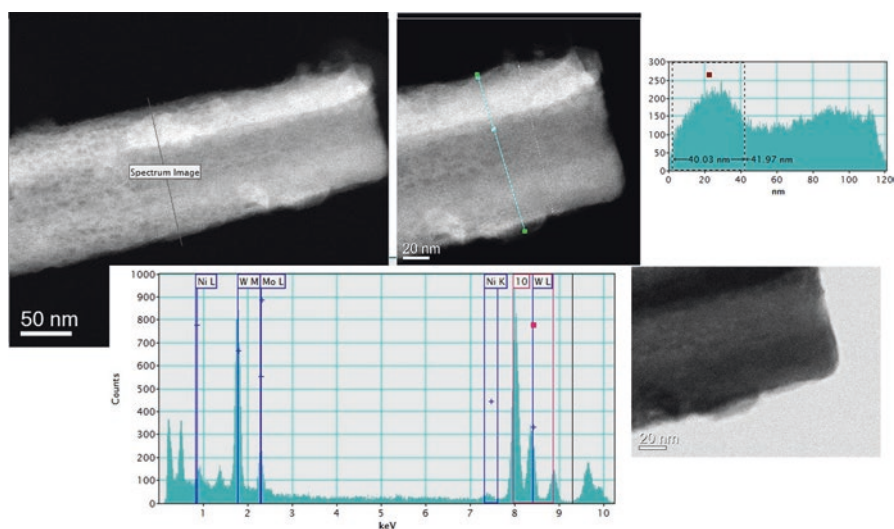 Spectrum Image
50 nm
20 nm
300
250
200
150
100
50
0
40.03 nm
41.97 nm
0 20 40 60 80 100 120
nm
1000
900
800
700
600
500
400
300
200
100
0
Counts
Ni L
W M
Mo L
Ni K
10
W L
1 2 3 4 5 6 7 8 9 10
keV
20 nm